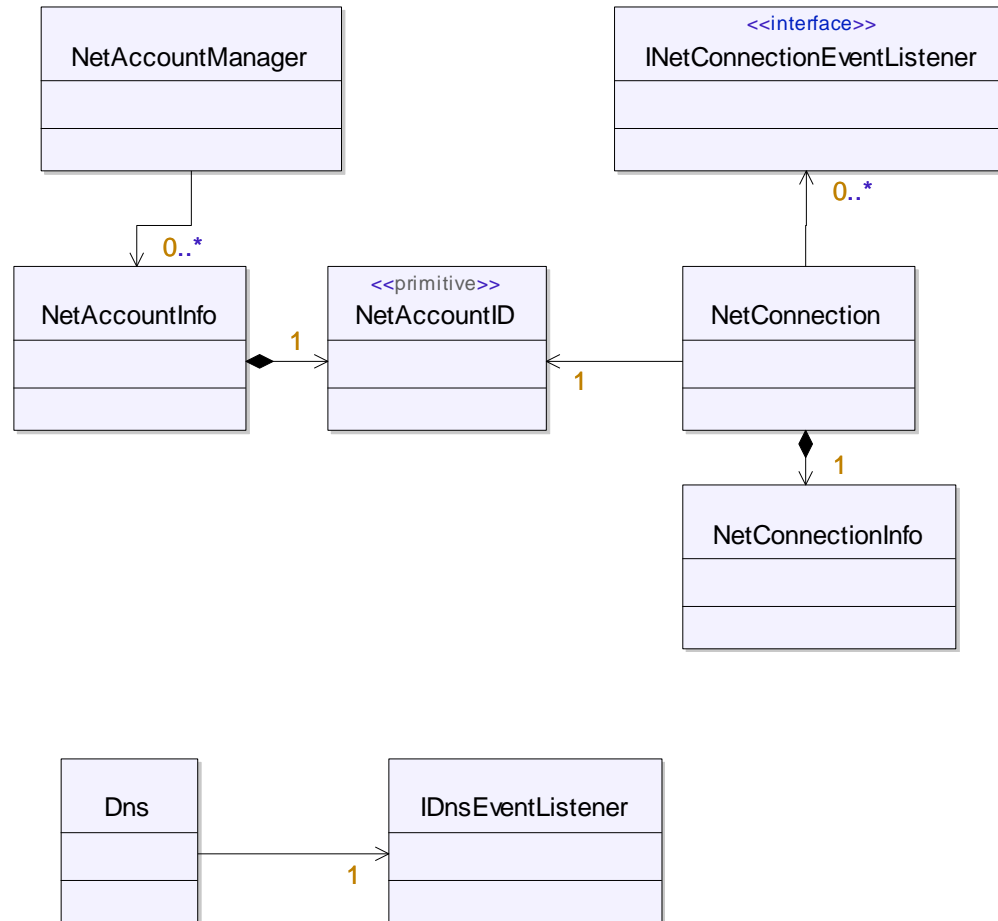 NetAccountManager
<<interface>>
INetConnectionEventListener
0..*
0..*
NetAccountInfo
<<primitive>>
NetAccountID
NetConnection
1
1
1
NetConnectionInfo
Dns
IDnsEventListener
1